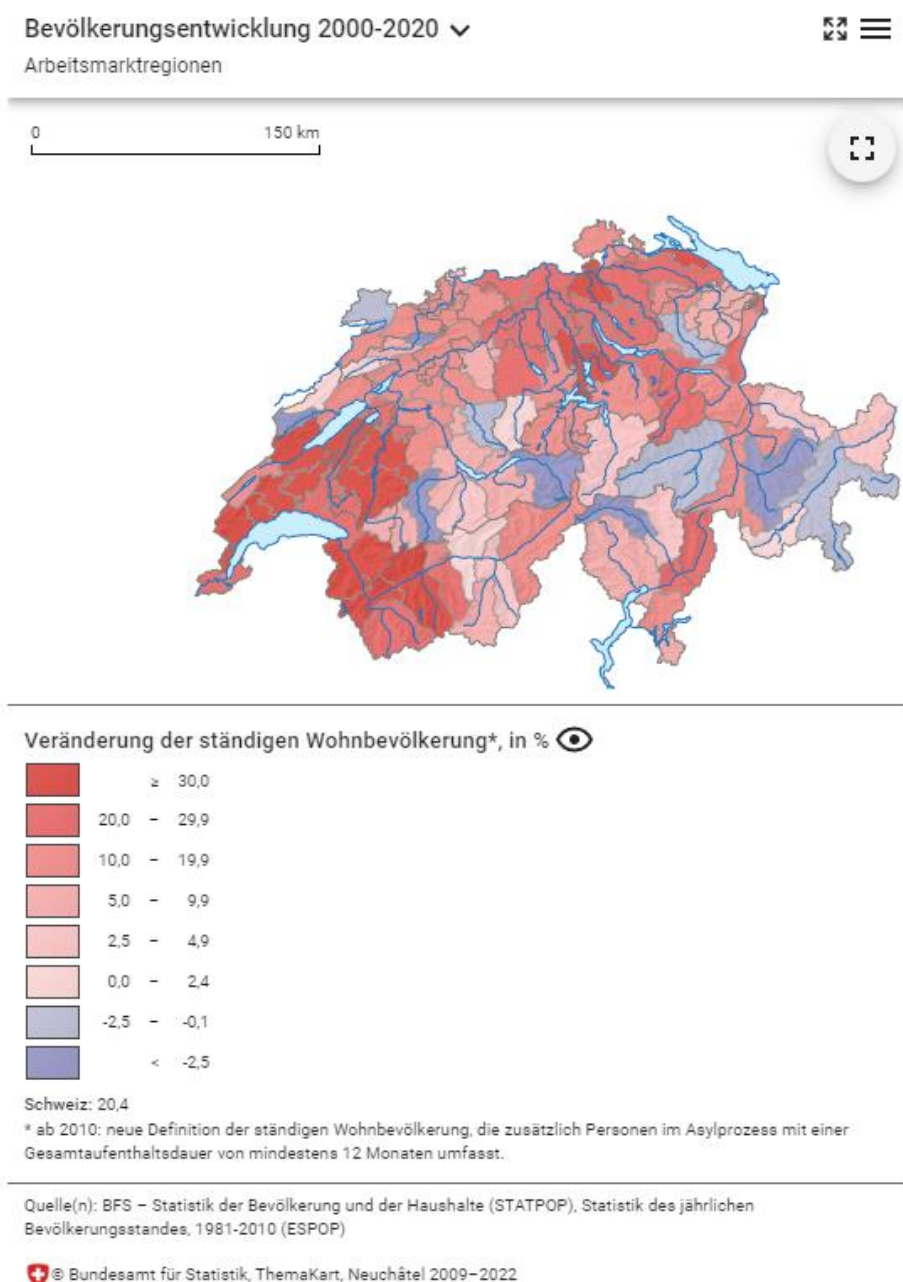 Bevölkerungsentwicklung 2000-2020
Arbeitsmarktregionen
0 150 km
Veränderung der ständigen Wohnbevölkerung*, in %
≥ 30,0
20,0 – 29,9
10,0 – 19,9
5,0 – 9,9
2,5 – 4,9
0,0 – 2,4
-2,5 – -0,1
< -2,5
Schweiz: 20,4
* ab 2010: neue Definition der ständigen Wohnbevölkerung, die zusätzlich Personen im Asylprozess mit einer
Gesamtaufenthaltsdauer von mindestens 12 Monaten umfasst.
Quelle(n): BFS – Statistik der Bevölkerung und der Haushalte (STATPOP), Statistik des jährlichen
Bevölkerungsstandes, 1981-2010 (ESPOP)
© Bundesamt für Statistik, ThemaKart, Neuchâtel 2009–2022